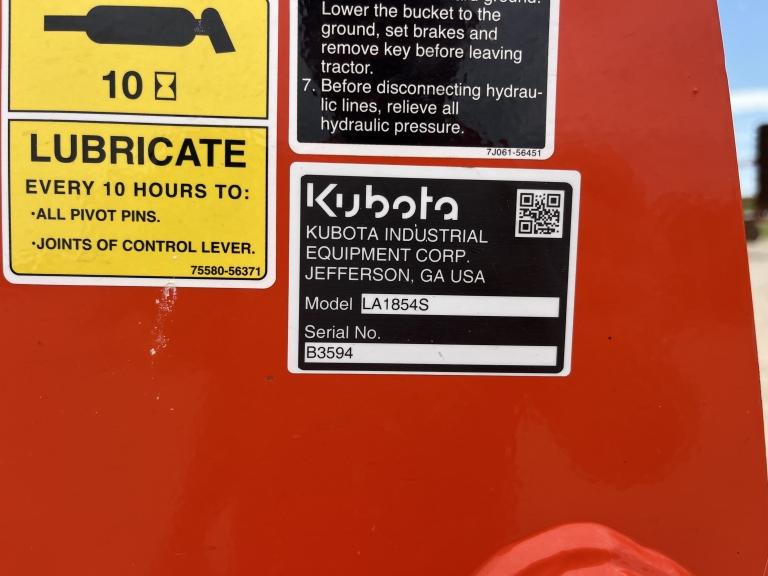 10
LUBRICATE
EVERY 10 HOURS TO:
·ALL PIVOT PINS.
·JOINTS OF CONTROL LEVER.
75580-56371
ground.
Lower the bucket to the
ground, set brakes and
remove key before leaving
tractor.
7. Before disconnecting hydrau-
lic lines, relieve all
hydraulic pressure.
7J061-56451
Kubota
KUBOTA INDUSTRIAL
EQUIPMENT CORP.
JEFFERSON, GA USA
Model LA1854S
Serial No.
B3594